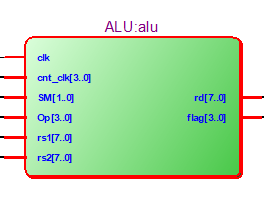 ALU:alu
clk
cnt_clk[3..0]
SM[1..0]
Op[3..0]
rs1[7..0]
rs2[7..0]
rd[7..0]
flag[3..0]